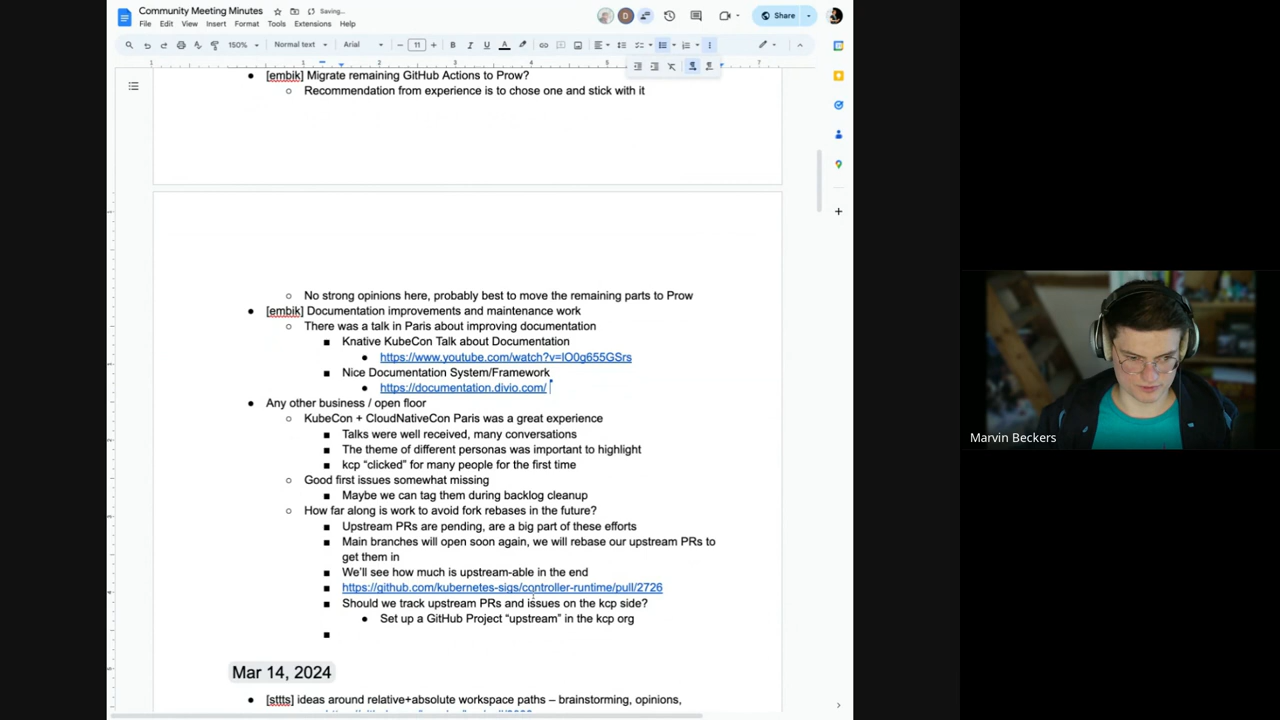 Community Meeting Minutes
Saving...
File Edit View Insert Format Tools Extensions Help
D
Share
150%
Normal text
Arial
11
B I U A
1 1 2 3 4 5 7
[embik] Migrate remaining GitHub Actions to Prow?
Recommendation from experience is to chose one and stick with it
No strong opinions here, probably best to move the remaining parts to Prow
[embik] Documentation improvements and maintenance work
There was a talk in Paris about improving documentation
Knative KubeCon Talk about Documentation
https://www.youtube.com/watch?v=lO0g655GSrs
Nice Documentation System/Framework
https://documentation.divio.com/
Any other business / open floor
KubeCon + CloudNativeCon Paris was a great experience
Talks were well received, many conversations
The theme of different personas was important to highlight
kcp “clicked” for many people for the first time
Good first issues somewhat missing
Maybe we can tag them during backlog cleanup
How far along is work to avoid fork rebases in the future?
Upstream PRs are pending, are a big part of these efforts
Main branches will open soon again, we will rebase our upstream PRs to
get them in
We’ll see how much is upstream-able in the end
https://github.com/kubernetes-sigs/controller-runtime/pull/2726
Should we track upstream PRs and issues on the kcp side?
Set up a GitHub Project “upstream” in the kcp org
Mar 14, 2024
[sttts] ideas around relative+absolute workspace paths – brainstorming, opinions,
Marvin Beckers